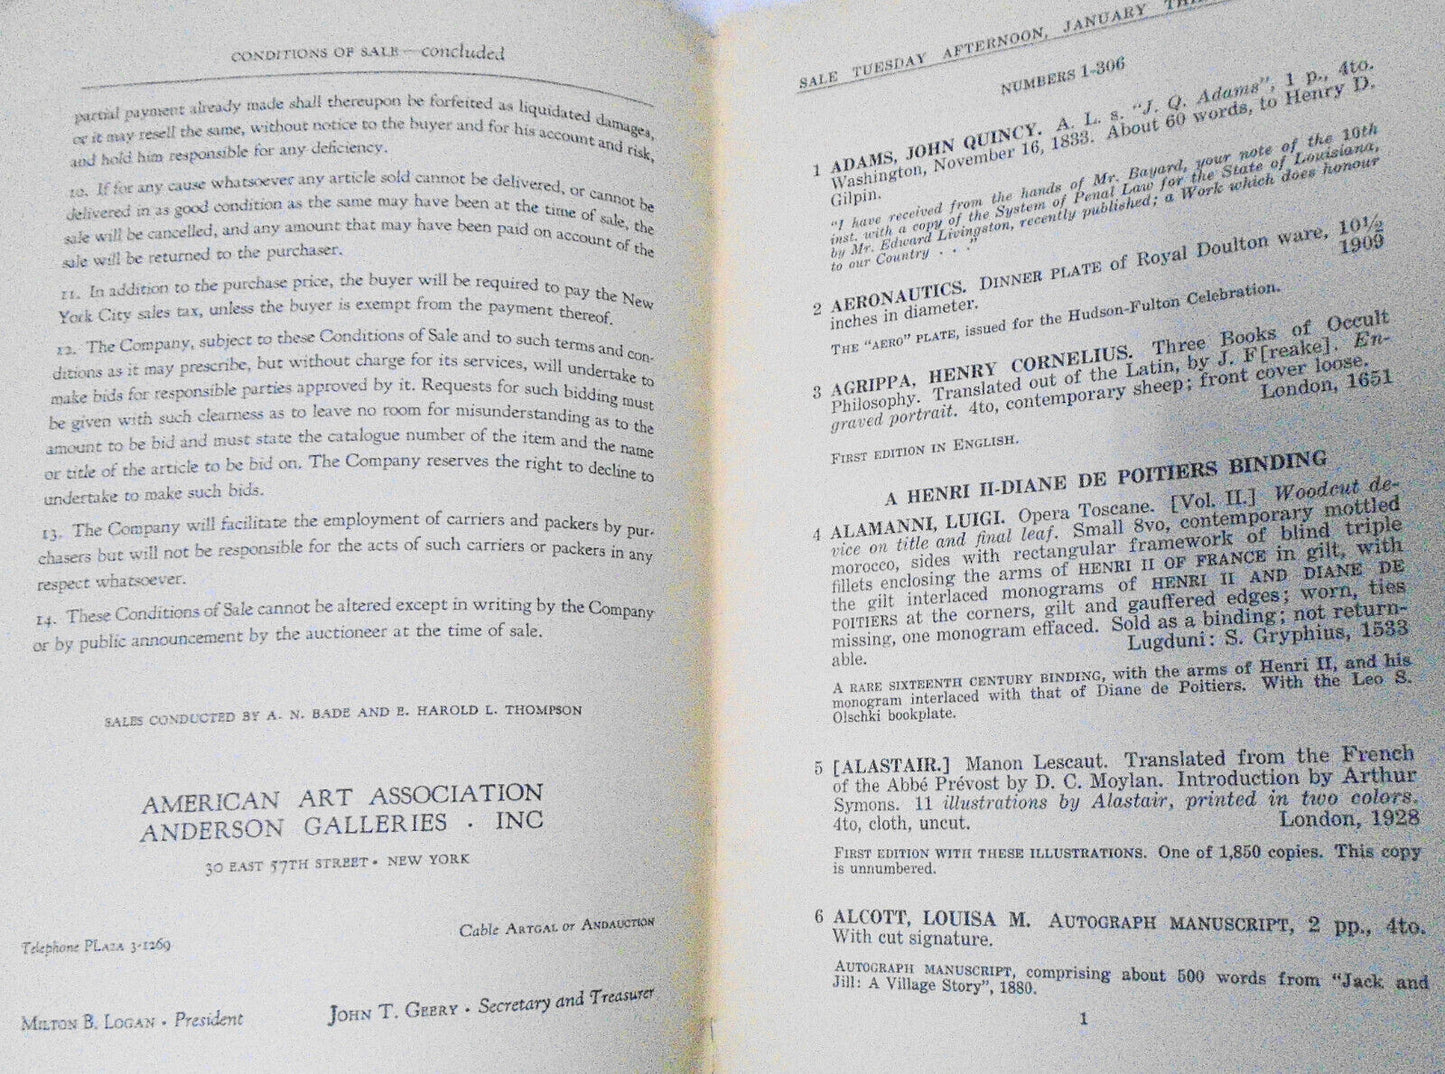 CONDITIONS OF SALE—concluded
partial payment already made shall thereupon be forfeited as liquidated damages,
or it may resell the same, without notice to the buyer and for his account and risk,
and hold him responsible for any deficiency.
10. If for any cause whatsoever any article sold cannot be delivered, or cannot be
delivered in as good condition as the same may have been at the time of sale, the
sale will be cancelled, and any amount that may have been paid on account of the
sale will be returned to the purchaser.
11. In addition to the purchase price, the buyer will be required to pay the New
York City sales tax, unless the buyer is exempt from the payment thereof.
12. The Company, subject to these Conditions of Sale and to such terms and con-
ditions as it may prescribe, but without charge for its services, will undertake to
make bids for responsible parties approved by it. Requests for such bidding must
be given with such clearness as to leave no room for misunderstanding as to the
amount to be bid and must state the catalogue number of the item and the name
or title of the article to be bid on. The Company reserves the right to decline to
undertake to make such bids.
13. The Company will facilitate the employment of carriers and packers by pur-
chasers but will not be responsible for the acts of such carriers or packers in any
respect whatsoever.
14. These Conditions of Sale cannot be altered except in writing by the Company
or by public announcement by the auctioneer at the time of sale.
SALES CONDUCTED BY A. N. BADE AND E. HAROLD L. THOMPSON
AMERICAN ART ASSOCIATION
ANDERSON GALLERIES · INC
30 EAST 57TH STREET · NEW YORK
Telephone PLAZA 3-1269
Cable ARTGAL or ANDAUCTION
MILTON B. LOGAN · President
JOHN T. GEERY · Secretary and Treasurer
SALE TUESDAY AFTERNOON, JANUARY
NUMBERS 1-306
1 ADAMS, JOHN QUINCY. A. L. s. "J. Q. Adams", 1 p., 4to.
Washington, November 16, 1833. About 60 words, to Henry D.
Gilpin.
"I have received from the hands of Mr. Bayard, your note of the 10th
inst. with a copy of the System of Penal Law for the State of Louisiana,
by Mr. Edward Livingston, recently published; a Work which does honour
to our Country . . ."
2 AERONAUTICS. DINNER PLATE of Royal Doulton ware, 10½
inches in diameter. 1909
THE "AERO" PLATE, issued for the Hudson-Fulton Celebration.
3 AGRIPPA, HENRY CORNELIUS. Three Books of Occult
Philosophy. Translated out of the Latin, by J. F[reake]. En-
graved portrait. 4to, contemporary sheep; front cover loose.
London, 1651
FIRST EDITION IN ENGLISH.
A HENRI II-DIANE DE POITIERS BINDING
4 ALAMANNI, LUIGI. Opera Toscane. [Vol. II.] Woodcut de-
vice on title and final leaf. Small 8vo, contemporary mottled
morocco, sides with rectangular framework of blind triple
fillets enclosing the arms of HENRI II OF FRANCE in gilt, with
the gilt interlaced monograms of HENRI II AND DIANE DE
POITIERS at the corners, gilt and gauffered edges; worn, ties
missing, one monogram effaced. Sold as a binding; not return-
able. Lugduni: S. Gryphius, 1533
A RARE SIXTEENTH CENTURY BINDING, with the arms of Henri II, and his
monogram interlaced with that of Diane de Poitiers. With the Leo S.
Olschki bookplate.
5 [ALASTAIR.] Manon Lescaut. Translated from the French
of the Abbé Prévost by D. C. Moylan. Introduction by Arthur
Symons. 11 illustrations by Alastair, printed in two colors.
4to, cloth, uncut. London, 1928
FIRST EDITION WITH THESE ILLUSTRATIONS. One of 1,850 copies. This copy
is unnumbered.
6 ALCOTT, LOUISA M. AUTOGRAPH MANUSCRIPT, 2 pp., 4to.
With cut signature.
AUTOGRAPH MANUSCRIPT, comprising about 500 words from "Jack and
Jill: A Village Story", 1880.
1